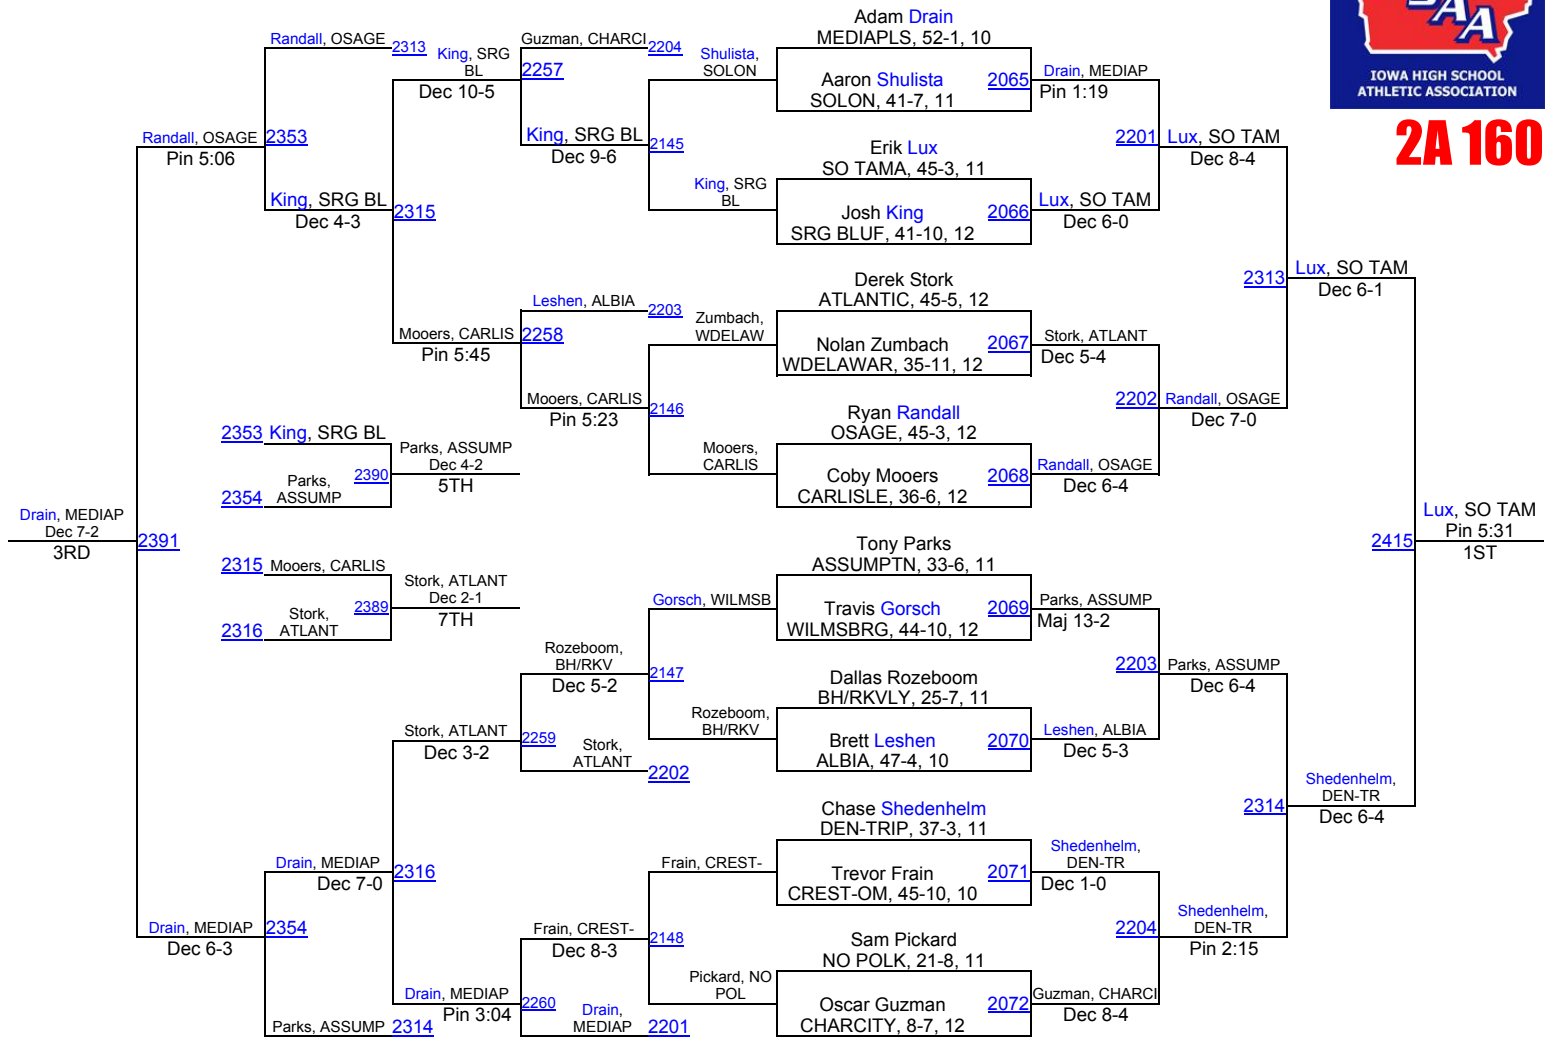 Adam Drain
MEDIAPLS, 52-1, 10
Aaron Shulista
SOLON, 41-7, 11
2065
Erik Lux
SO TAMA, 45-3, 11
Josh King
SRG BLUF, 41-10, 12
2066
Derek Stork
ATLANTIC, 45-5, 12
Nolan Zumbach
WDELAWAR, 35-11, 12
2067
Ryan Randall
OSAGE, 45-3, 12
Coby Mooers
CARLISLE, 36-6, 12
2068
Tony Parks
ASSUMPTN, 33-6, 11
Travis Gorsch
WILMSBRG, 44-10, 12
2069
Dallas Rozeboom
BH/RKVLY, 25-7, 11
Brett Leshen
ALBIA, 47-4, 10
2070
Chase Shedenhelm
DEN-TRIP, 37-3, 11
Trevor Frain
CREST-OM, 45-10, 10
2071
Sam Pickard
NO POLK, 21-8, 11
Oscar Guzman
CHARCITY, 8-7, 12
2072
Drain, MEDIAP
Pin 1:19
2201
Lux, SO TAM
Dec 6-0
Stork, ATLANT
Dec 5-4
2202
Randall, OSAGE
Dec 6-4
Parks, ASSUMP
Maj 13-2
2203
Leshen, ALBIA
Dec 5-3
Shedenhelm,
DEN-TR
Dec 1-0
2204
Guzman, CHARCI
Dec 8-4
Lux, SO TAM
Dec 8-4
2313
Randall, OSAGE
Dec 7-0
Parks, ASSUMP
Dec 6-4
2314
Shedenhelm,
DEN-TR
Pin 2:15
Lux, SO TAM
Dec 6-1
2415
Shedenhelm,
DEN-TR
Dec 6-4
Lux, SO TAM
Pin 5:31
1ST
Shulista,
SOLON
2145
King, SRG
BL
Zumbach,
WDELAW
2146
Mooers,
CARLIS
Gorsch, WILMSB
2147
Rozeboom,
BH/RKV
Frain, CREST-
2148
Pickard, NO
POL
Guzman, CHARCI
2204
2257
King, SRG BL
Dec 9-6
Leshen, ALBIA
2203
2258
Mooers, CARLIS
Pin 5:23
Rozeboom,
BH/RKV
Dec 5-2
2259
Stork,
ATLANT
2202
Frain, CREST-
Dec 8-3
2260
Drain,
MEDIAP
2201
King, SRG
BL
Dec 10-5
2315
Mooers, CARLIS
Pin 5:45
Stork, ATLANT
Dec 3-2
2316
Drain, MEDIAP
Pin 3:04
Randall, OSAGE
2313
2353
King, SRG BL
Dec 4-3
Drain, MEDIAP
Dec 7-0
2354
Parks, ASSUMP
2314
Randall, OSAGE
Pin 5:06
2391
Drain, MEDIAP
Dec 6-3
Drain, MEDIAP
Dec 7-2
3RD
2353
King, SRG BL
2390
2354
Parks,
ASSUMP
Parks, ASSUMP
Dec 4-2
5TH
2315
Mooers, CARLIS
2389
2316
Stork,
ATLANT
Stork, ATLANT
Dec 2-1
7TH
IOWA HIGH SCHOOL
ATHLETIC ASSOCIATION
2A 160